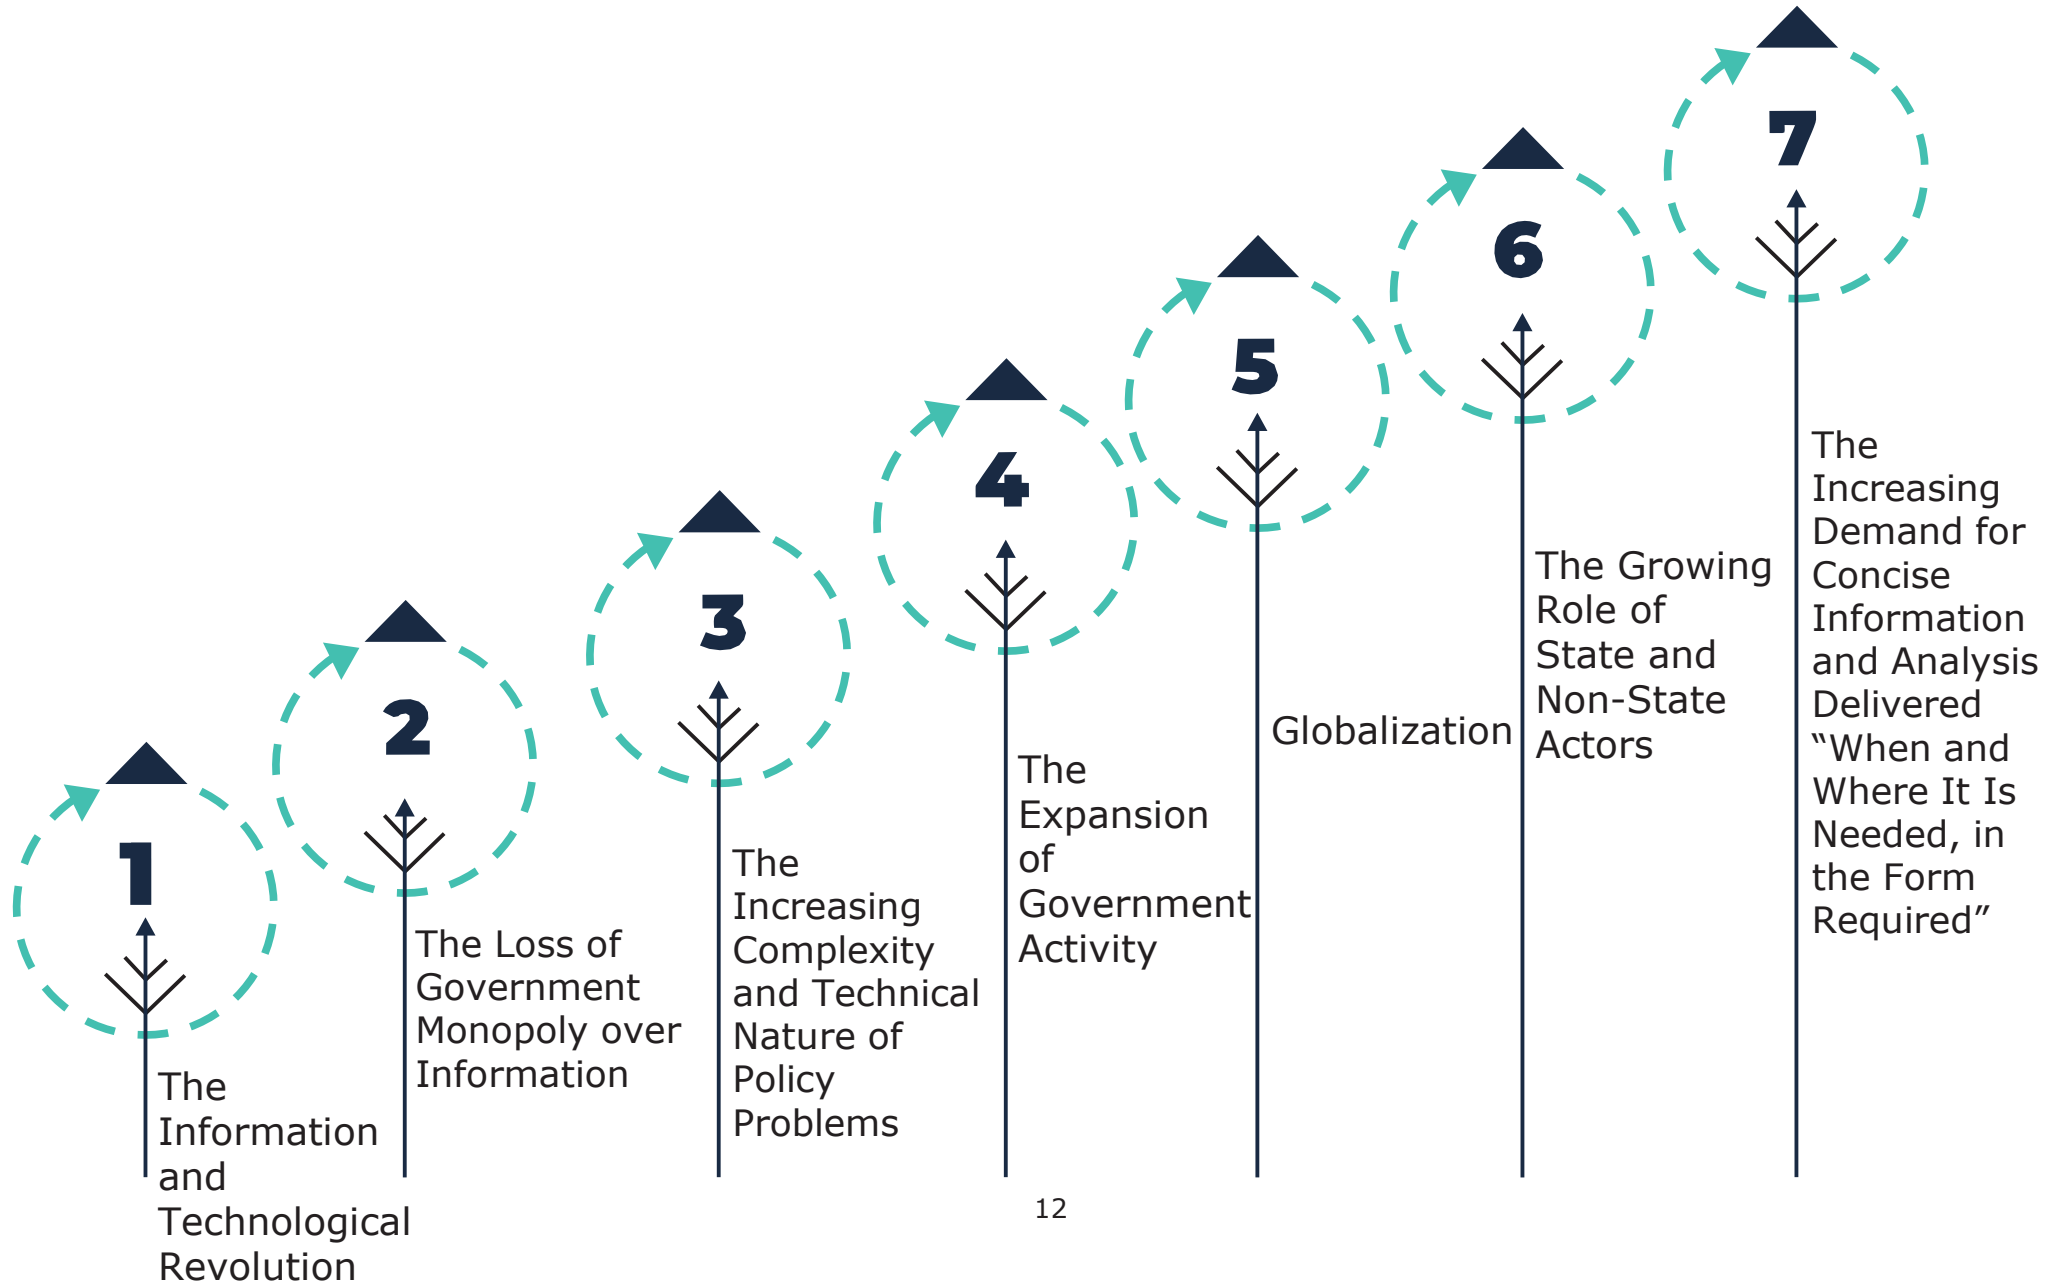 1
The
Information
and
Technological
Revolution
2
The Loss of
Government
Monopoly over
Information
3
The
Increasing
Complexity
and Technical
Nature of
Policy
Problems
4
The
Expansion
of
Government
Activity
5
Globalization
6
The Growing
Role of
State and
Non-State
Actors
7
The
Increasing
Demand for
Concise
Information
and Analysis
Delivered
“When and
Where It Is
Needed, in
the Form
Required”
12